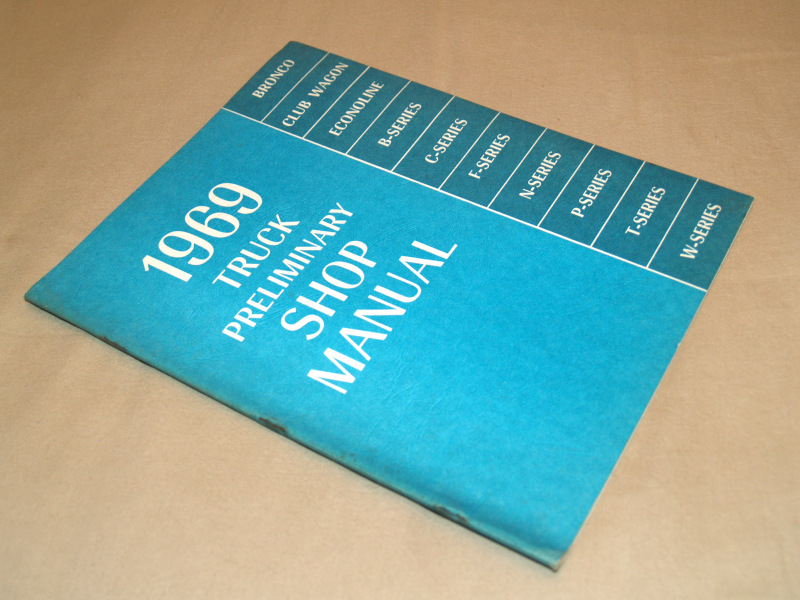 BRONCO
CLUB WAGON
ECONOLINE
B-SERIES
C-SERIES
F-SERIES
N-SERIES
P-SERIES
T-SERIES
W-SERIES
1969
TRUCK
PRELIMINARY
SHOP
MANUAL